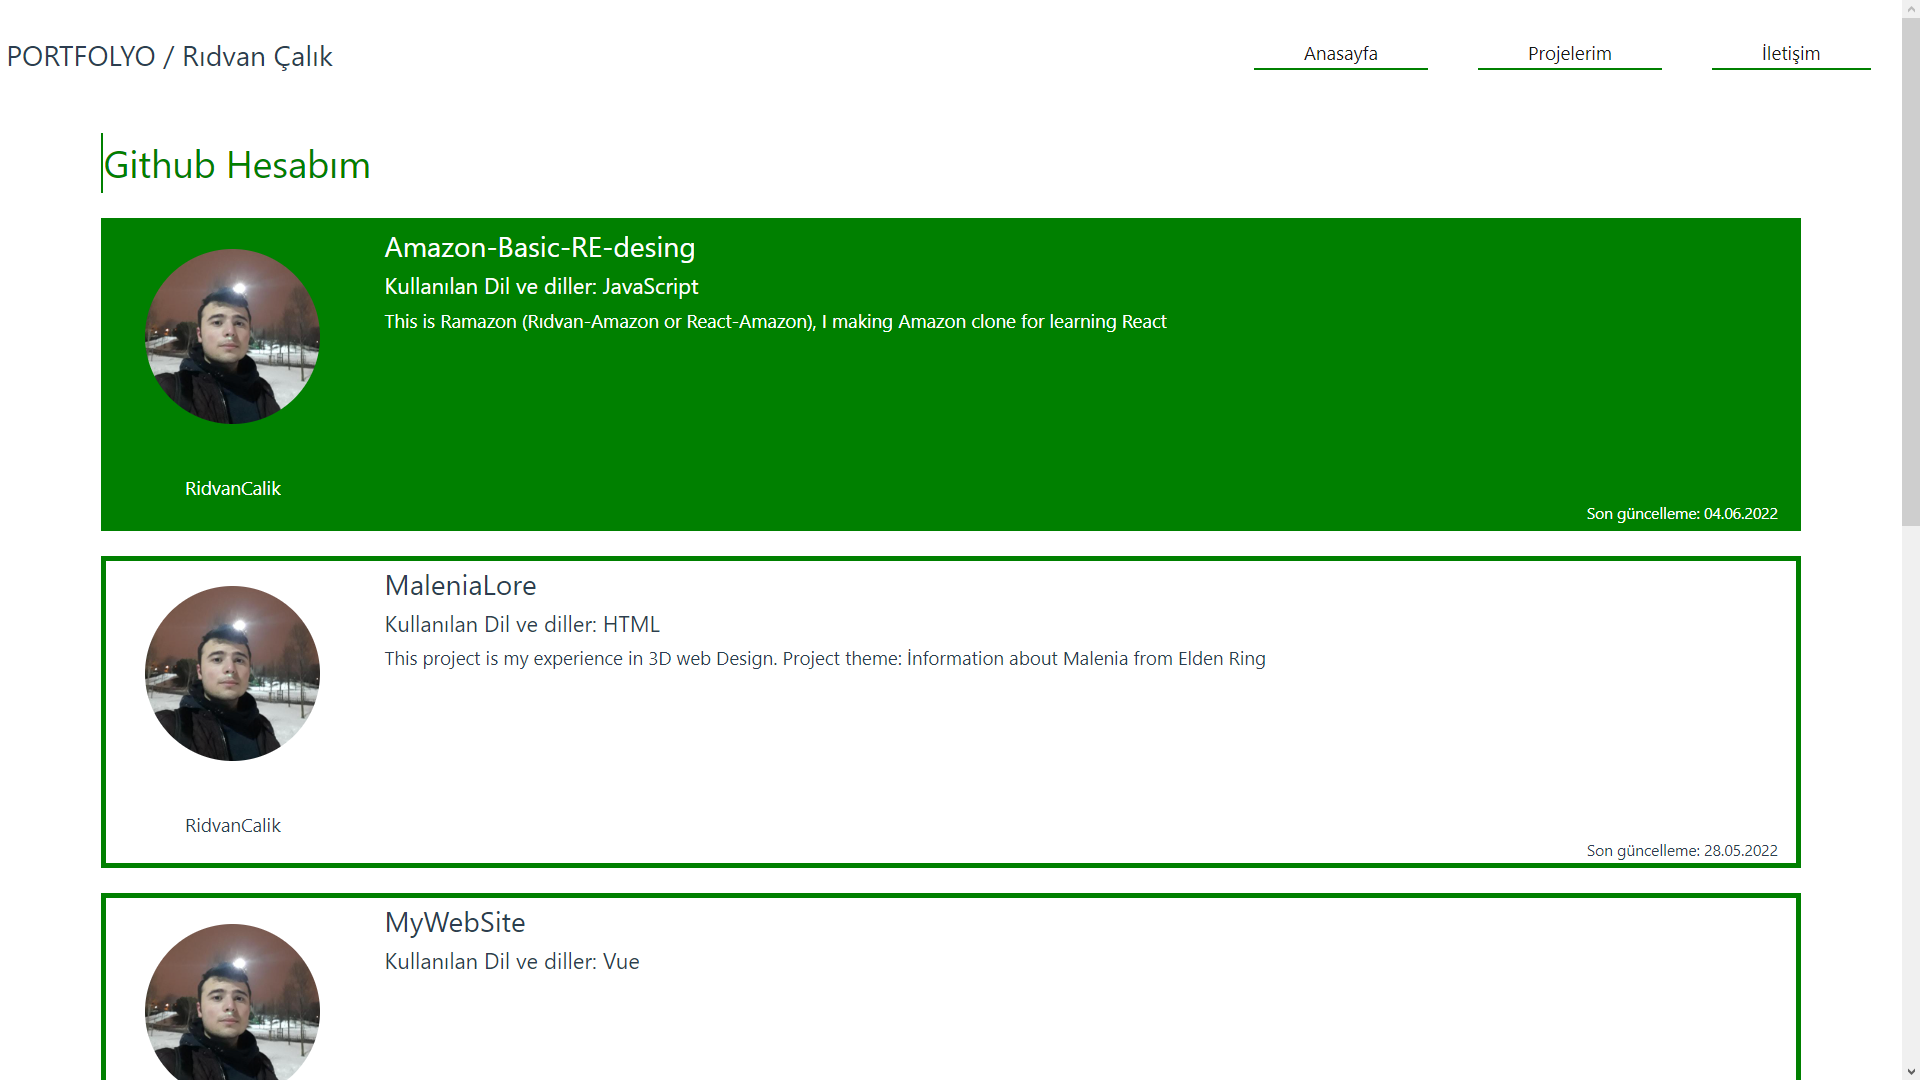 PORTFOLYO / Rıdvan Çalık
Anasayfa
Projelerim
İletişim
Github Hesabım
Amazon-Basic-RE-desing
Kullanılan Dil ve diller: JavaScript
This is Ramazon (Rıdvan-Amazon or React-Amazon), I making Amazon clone for learning React
RidvanCalik
Son güncelleme: 04.06.2022
MaleniaLore
Kullanılan Dil ve diller: HTML
This project is my experience in 3D web Design. Project theme: İnformation about Malenia from Elden Ring
RidvanCalik
Son güncelleme: 28.05.2022
MyWebSite
Kullanılan Dil ve diller: Vue